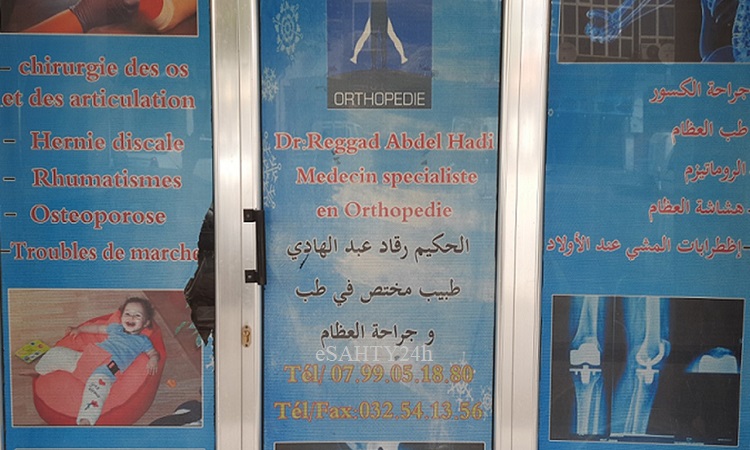 - chirurgie des os
et des articulation
- Hernie discale
- Rhumatismes
- Osteoporose
-Troubles de marche
ORTHOPEDIE
Dr:Reggad Abdel Hadi
Medecin specialiste
en Orthopedie
الحكيم رقاد عبد الهادي
طبيب مختص في طب
و جراحة العظام
eSAHTY24h
Tél/ 07.99.05.18.80
Tél/Fax:032.54.13.56
جراحة الكسور
طب العظام
الروماتيزم
هشاشة العظام
-إظطرابات المشي عند الأولاد